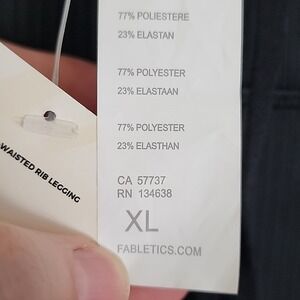 77% POLIESTERE
23% ELASTAN
77% POLYESTER
23% ELASTAAN
77% POLYESTER
23% ELASTHAN
CA 57737
RN 134638
XL
FABLETICS.COM
WAISTED RIB LEGGING